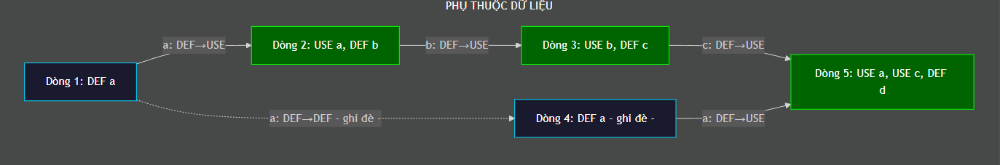 PHỤ THUỘC DỮ LIỆU
Dòng 1: DEF a
a: DEF→USE
Dòng 2: USE a, DEF b
b: DEF→USE
Dòng 3: USE b, DEF c
c: DEF→USE
a: DEF→DEF - ghi đè -
Dòng 4: DEF a - ghi đè -
a: DEF→USE
Dòng 5: USE a, USE c, DEF
d